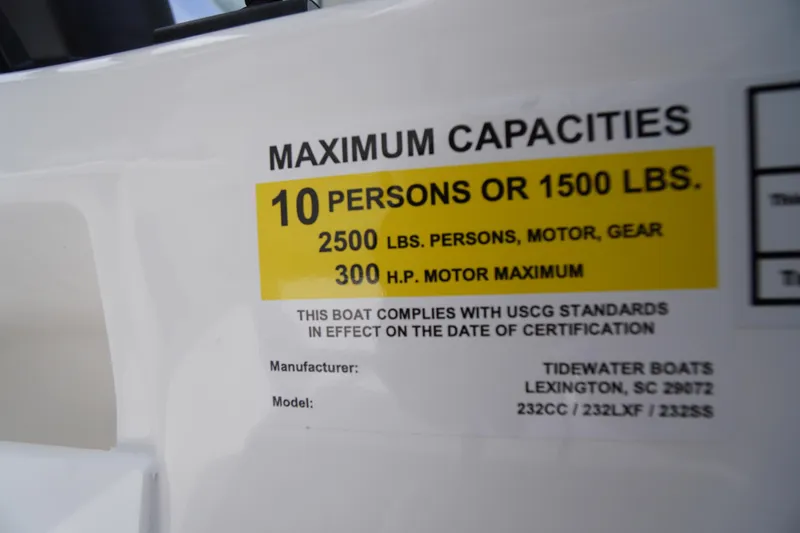 MAXIMUM CAPACITIES
10 PERSONS OR 1500 LBS.
2500 LBS. PERSONS, MOTOR, GEAR
300 H.P. MOTOR MAXIMUM
THIS BOAT COMPLIES WITH USCG STANDARDS
IN EFFECT ON THE DATE OF CERTIFICATION
Manufacturer: TIDEWATER BOATS
LEXINGTON, SC 29072
Model: 232CC / 232LXF / 232SS